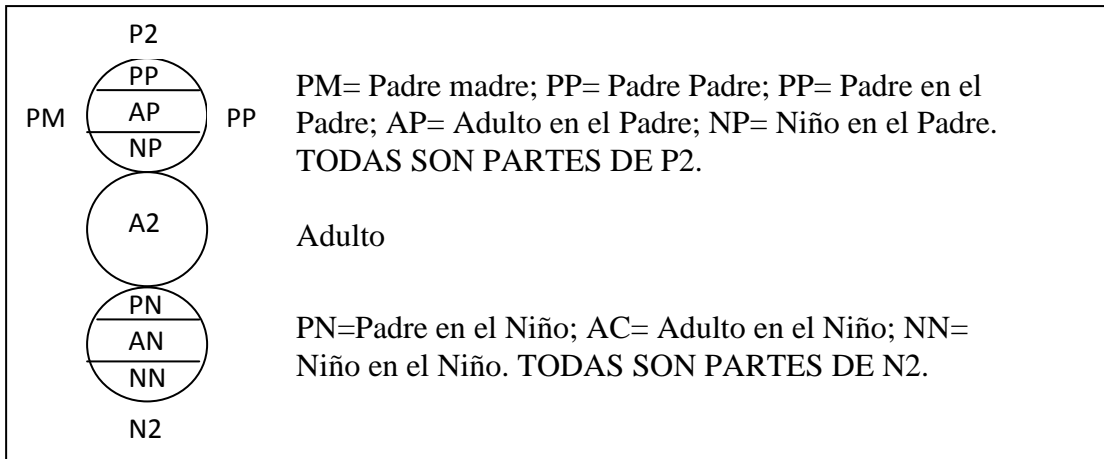 P2
PP
PM
AP
PP
NP
PM= Padre madre; PP= Padre Padre; PP= Padre en el
Padre; AP= Adulto en el Padre; NP= Niño en el Padre.
TODAS SON PARTES DE P2.
A2
Adulto
PN
AN
NN
N2
PN=Padre en el Niño; AC= Adulto en el Niño; NN=
Niño en el Niño. TODAS SON PARTES DE N2.